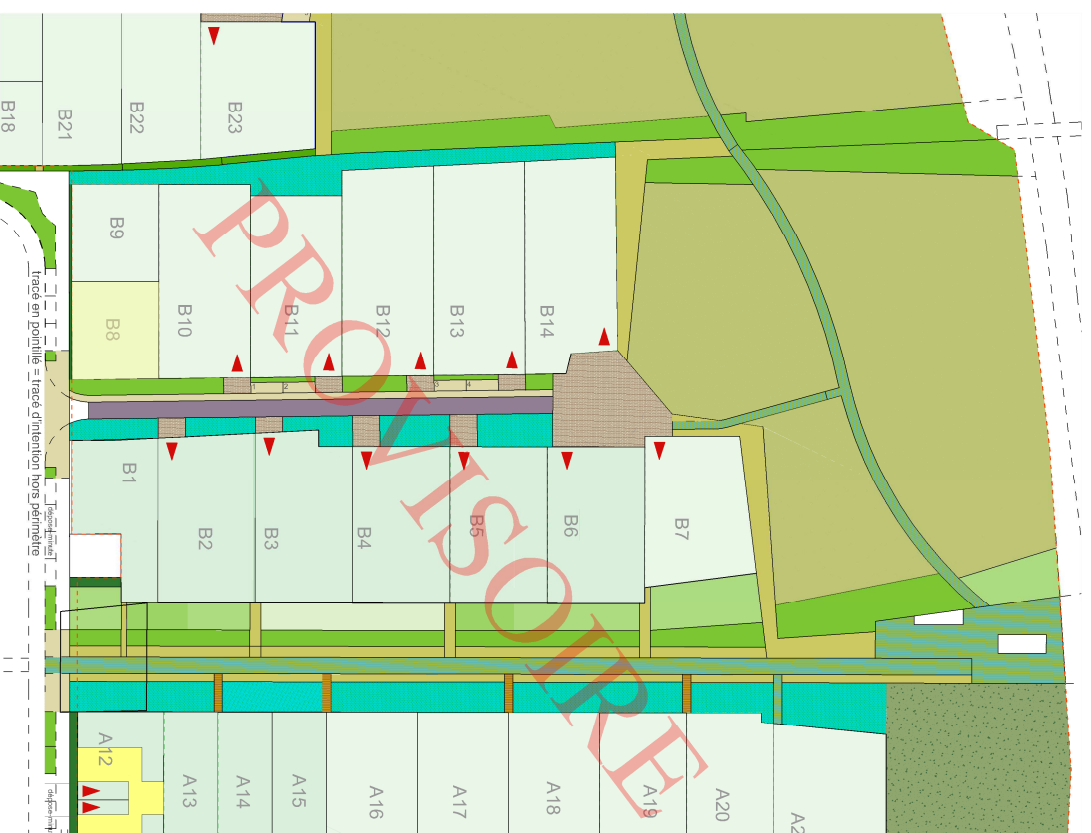 B18
B21
B22
B23
B9
B8
B10
B11
B12
B13
B14
1
2
3
4
tracé en pointillé = tracé d'intention hors périmètre
dépose-minute
B1
B2
B3
B4
B5
B6
B7
PROVISOIRE
A12
A13
A14
A15
A16
A17
A18
A19
A20